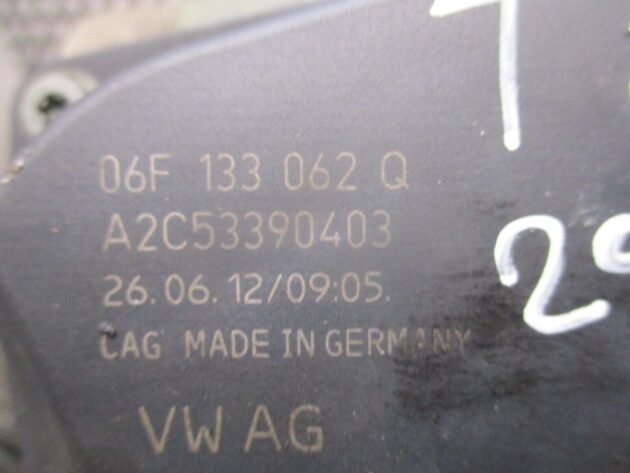 06F 133 062 Q
A2C53390403
26.06.12/09:05.
CAG MADE IN GERMANY
VW AG